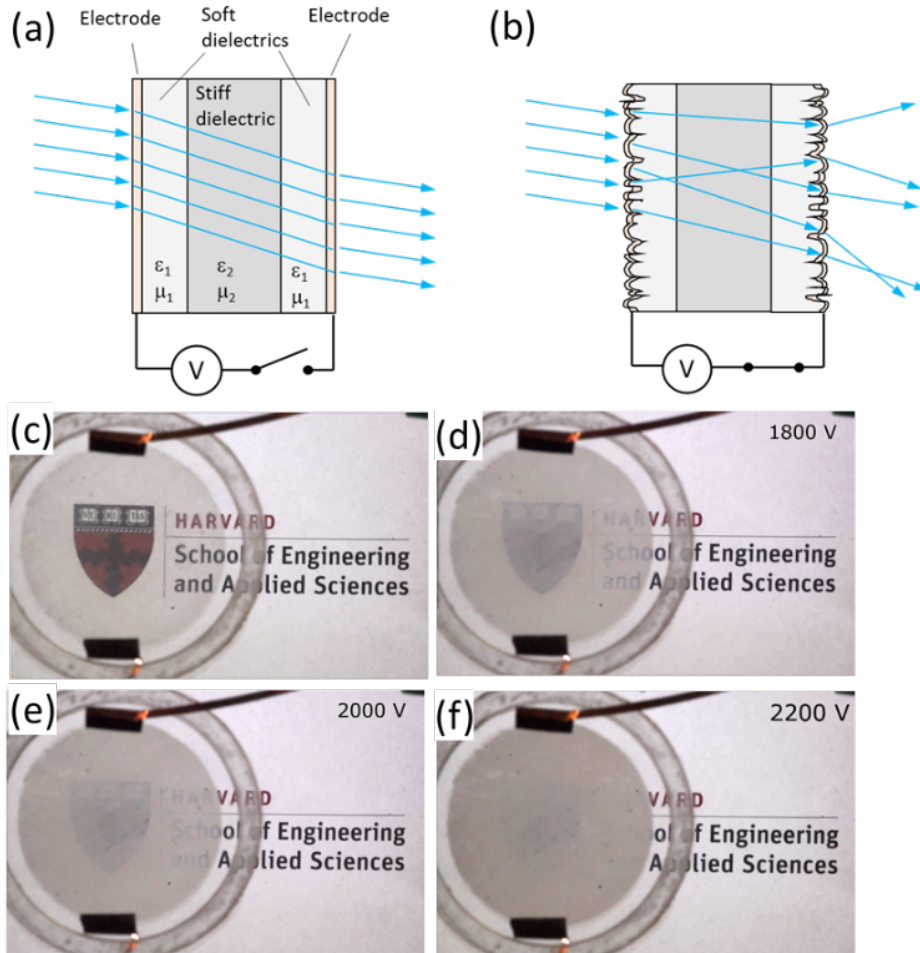 (a)
Electrode
Soft
dielectrics
Electrode
Stiff
dielectric
ε₁
μ₁
ε₂
μ₂
ε₁
μ₁
V
(b)
V
(c)
HARVARD
School of Engineering
and Applied Sciences
(d)
1800 V
HARVARD
School of Engineering
and Applied Sciences
(e)
2000 V
HARVARD
School of Engineering
and Applied Sciences
(f)
2200 V
VARD
of Engineering
Applied Sciences